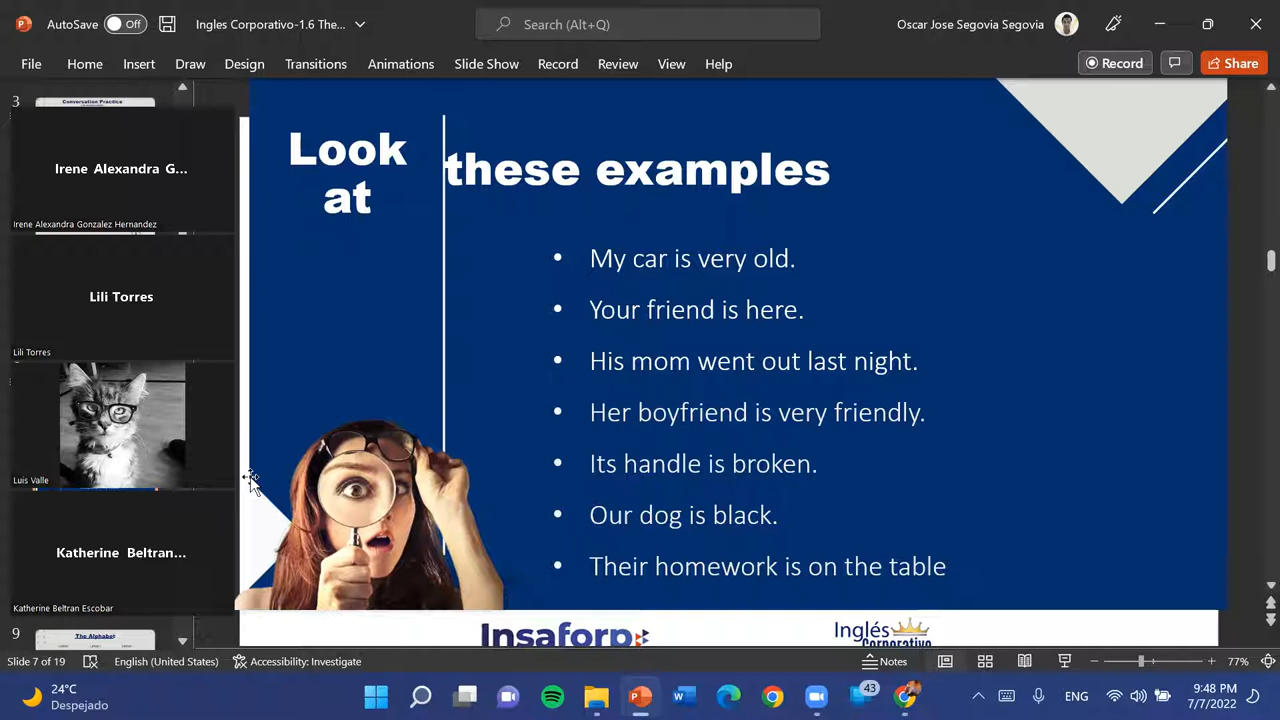 AutoSave Off Ingles Corporativo-1.6 The... Search (Alt+Q) Oscar Jose Segovia Segovia
File Home Insert Draw Design Transitions Animations Slide Show Record Review View Help Record Share
3
Conversation Practice
Irene Alexandra G...
Irene Alexandra Gonzalez Hernandez
Lili Torres
Lili Torres
Luis Valle
Katherine Beltran...
Katherine Beltran Escobar
9
The Alphabet
Look
at
these examples
• My car is very old.
• Your friend is here.
• His mom went out last night.
• Her boyfriend is very friendly.
• Its handle is broken.
• Our dog is black.
• Their homework is on the table
Insaforp
Inglés
Corporativo
Slide 7 of 19 English (United States) Accessibility: Investigate Notes 77%
24°C
Despejado
43
ENG
9:48 PM
7/7/2022